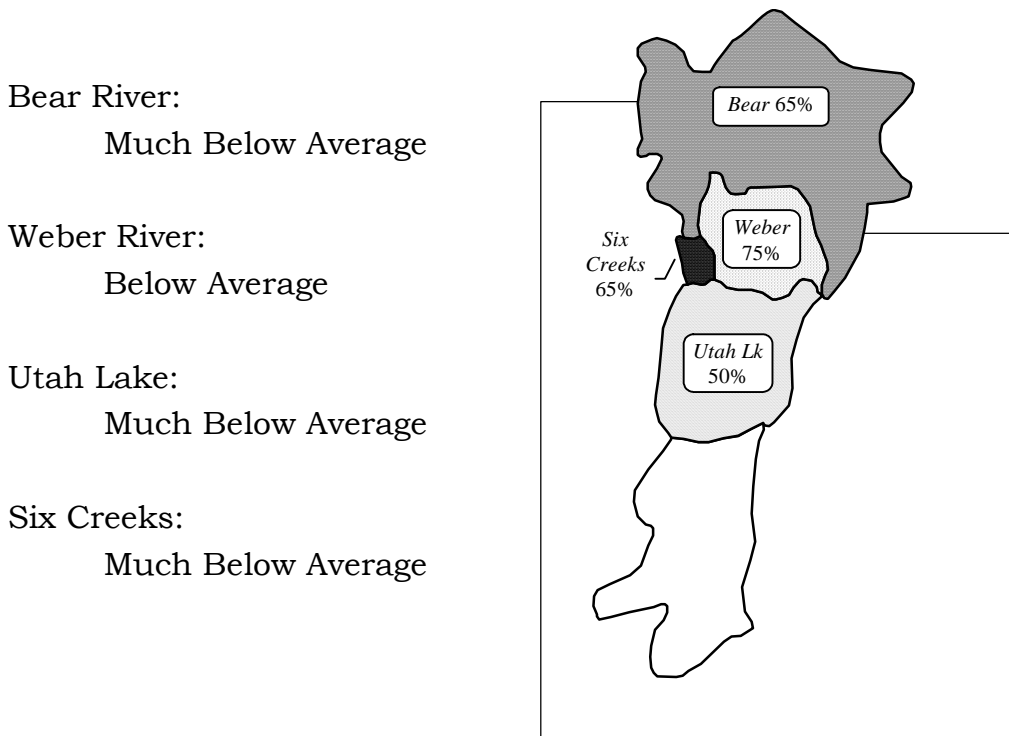 Bear River:
Much Below Average
Weber River:
Below Average
Utah Lake:
Much Below Average
Six Creeks:
Much Below Average
Bear 65%
Weber
75%
Six
Creeks
65%
Utah Lk
50%